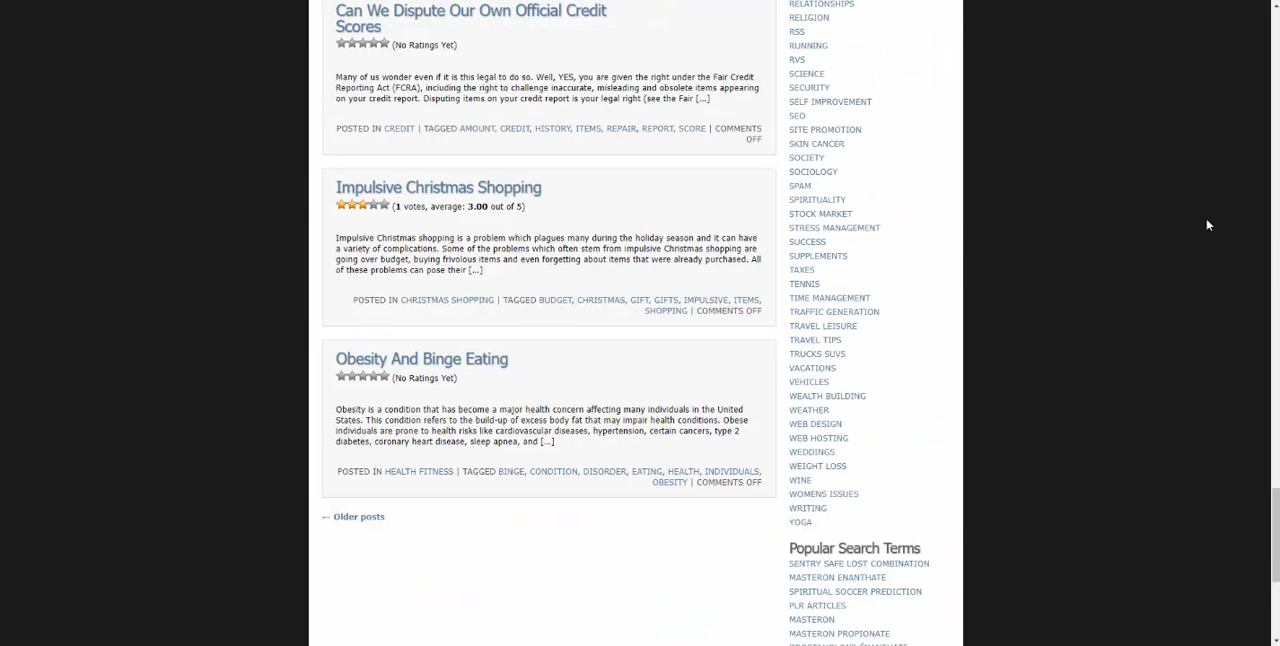 Can We Dispute Our Own Official Credit
Scores
(No Ratings Yet)
Many of us wonder even if it is this legal to do so. Well, YES, you are given the right under the Fair Credit
Reporting Act (FCRA), including the right to challenge inaccurate, misleading and obsolete items appearing
on your credit report. Disputing items on your credit report is your legal right (see the Fair [...]
POSTED IN CREDIT | TAGGED AMOUNT, CREDIT, HISTORY, ITEMS, REPAIR, REPORT, SCORE | COMMENTS
OFF
Impulsive Christmas Shopping
(1 votes, average: 3.00 out of 5)
Impulsive Christmas shopping is a problem which plagues many during the holiday season and it can have
a variety of complications. Some of the problems which often stem from impulsive Christmas shopping are
going over budget, buying frivolous items and even forgetting about items that were already purchased. All
of these problems can pose their [...]
POSTED IN CHRISTMAS SHOPPING | TAGGED BUDGET, CHRISTMAS, GIFT, GIFTS, IMPULSIVE, ITEMS,
SHOPPING | COMMENTS OFF
Obesity And Binge Eating
(No Ratings Yet)
Obesity is a condition that has become a major health concern affecting many individuals in the United
States. This condition refers to the build-up of excess body fat that may impair health conditions. Obese
individuals are prone to health risks like cardiovascular diseases, hypertension, certain cancers, type 2
diabetes, coronary heart disease, sleep apnea, and [...]
POSTED IN HEALTH FITNESS | TAGGED BINGE, CONDITION, DISORDER, EATING, HEALTH, INDIVIDUALS,
OBESITY | COMMENTS OFF
← Older posts
RELATIONSHIPS
RELIGION
RSS
RUNNING
RVS
SCIENCE
SECURITY
SELF IMPROVEMENT
SEO
SITE PROMOTION
SKIN CANCER
SOCIETY
SOCIOLOGY
SPAM
SPIRITUALITY
STOCK MARKET
STRESS MANAGEMENT
SUCCESS
SUPPLEMENTS
TAXES
TENNIS
TIME MANAGEMENT
TRAFFIC GENERATION
TRAVEL LEISURE
TRAVEL TIPS
TRUCKS SUVS
VACATIONS
VEHICLES
WEALTH BUILDING
WEATHER
WEB DESIGN
WEB HOSTING
WEDDINGS
WEIGHT LOSS
WINE
WOMENS ISSUES
WRITING
YOGA
Popular Search Terms
SENTRY SAFE LOST COMBINATION
MASTERON ENANTHATE
SPIRITUAL SOCCER PREDICTION
PLR ARTICLES
MASTERON
MASTERON PROPIONATE